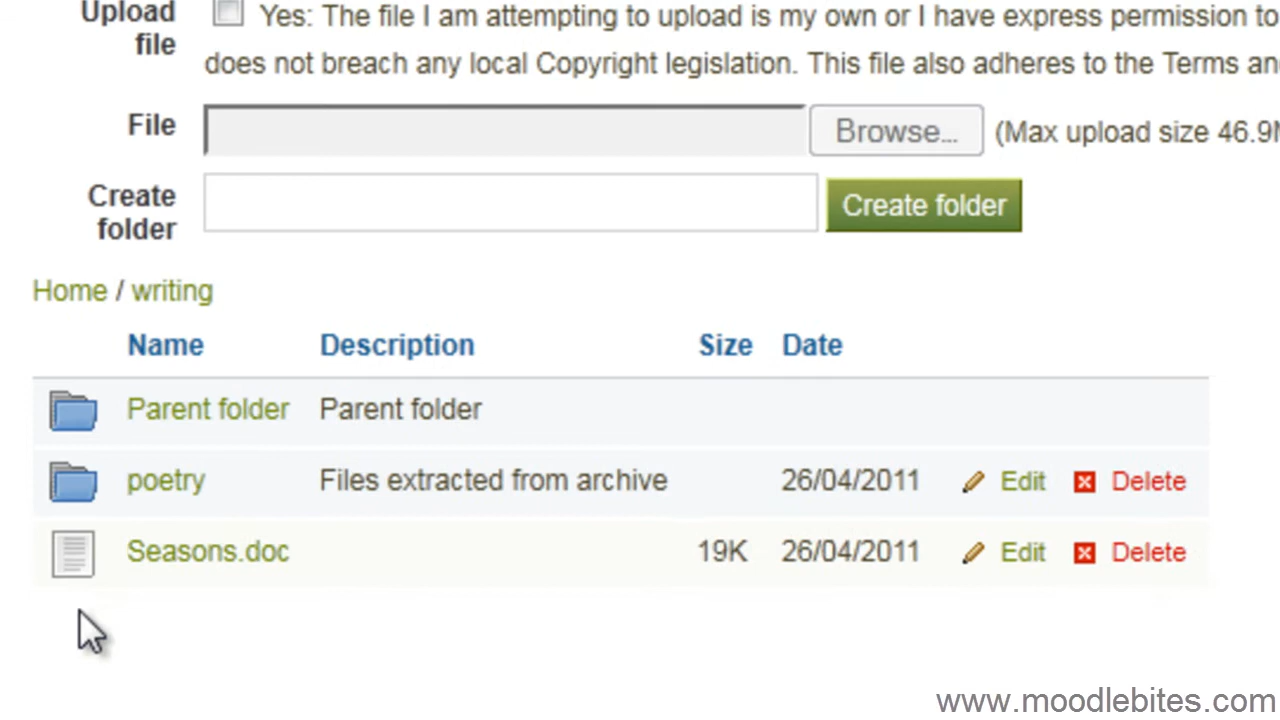 Upload file
Yes: The file I am attempting to upload is my own or I have express permission to
does not breach any local Copyright legislation. This file also adheres to the Terms
File Browse... (Max upload size
Create folder Create folder
Home / writing
Name Description Size Date
Parent folder Parent folder
poetry Files extracted from archive 26/04/2011 Edit Delete
Seasons.doc 19K 26/04/2011 Edit Delete
www.moodlebites.com